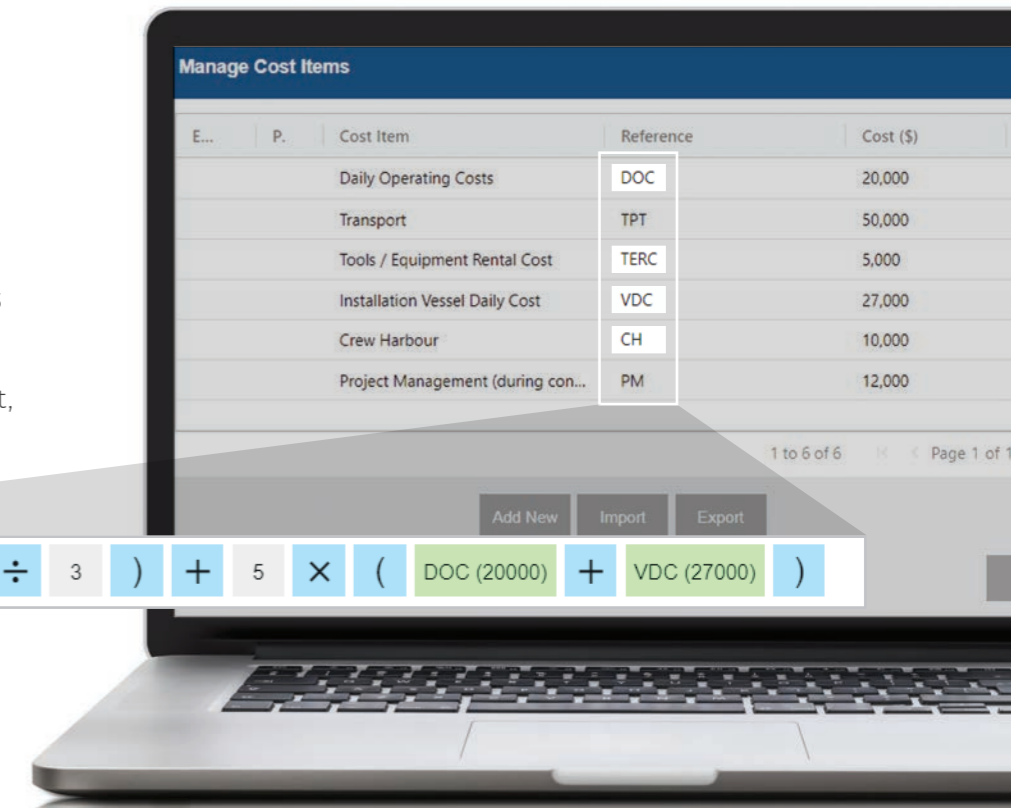 Manage Cost Items
E... P. Cost Item Reference Cost ($)
Daily Operating Costs DOC 20,000
Transport TPT 50,000
Tools / Equipment Rental Cost TERC 5,000
Installation Vessel Daily Cost VDC 27,000
Crew Harbour CH 10,000
Project Management (during con... PM 12,000
1 to 6 of 6 Page 1 of 1
Add New Import Export
÷ 3 ) + 5 × ( DOC (20000) + VDC (27000) )